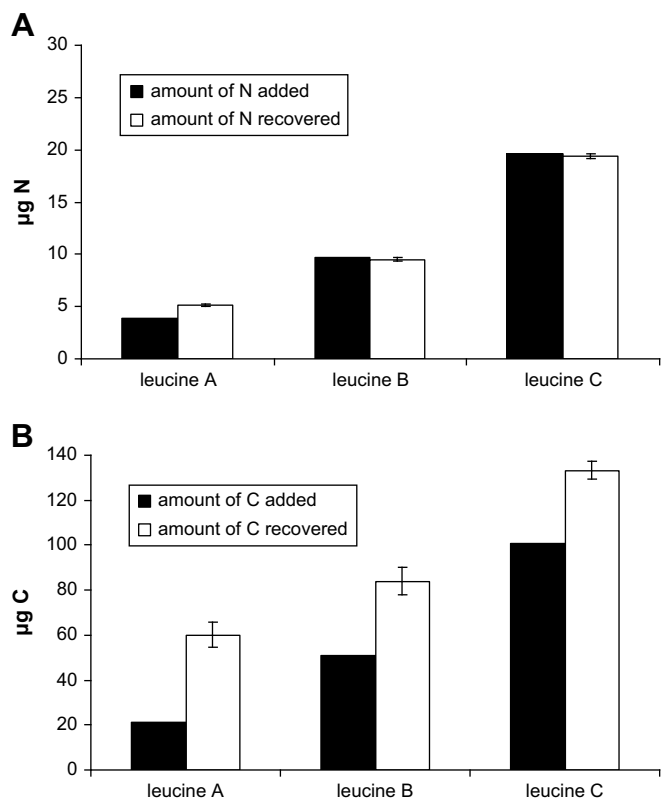 A
30
25
20
15
10
5
0
µg N
amount of N added
amount of N recovered
leucine A leucine B leucine C
B
140
120
100
80
60
40
20
0
µg C
amount of C added
amount of C recovered
leucine A leucine B leucine C